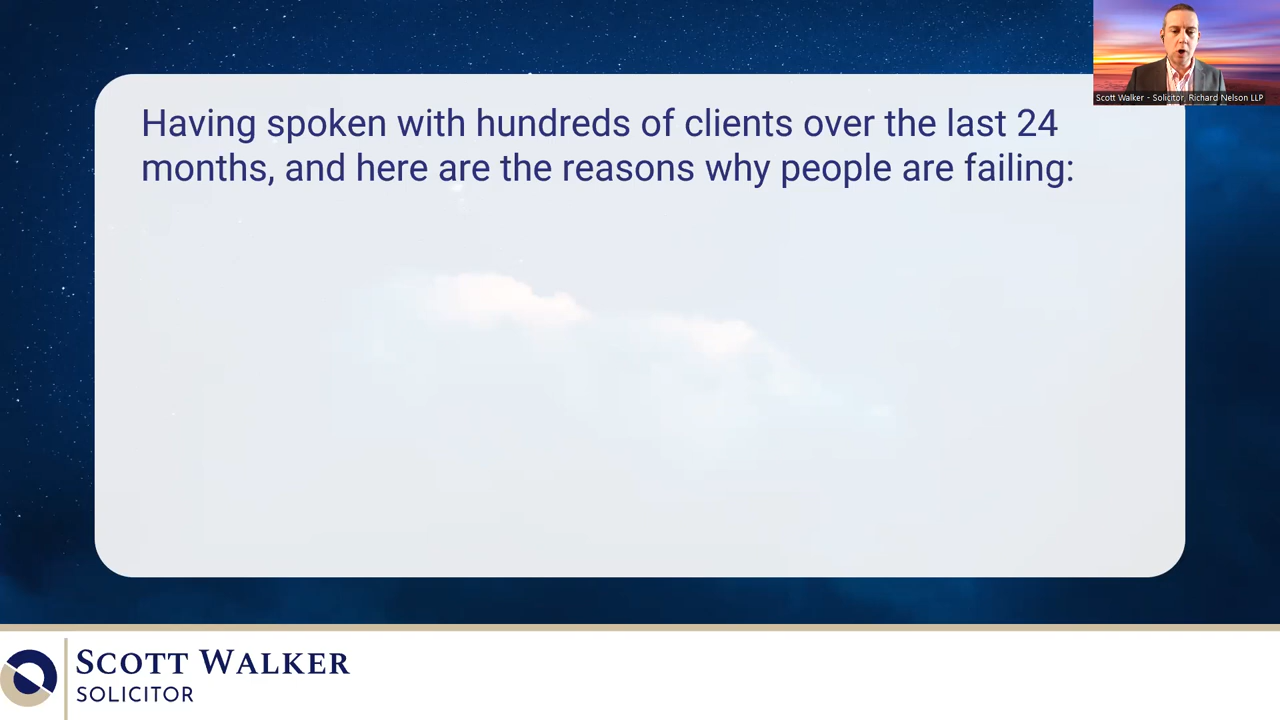 Scott Walker - Solicitor, Richard Nelson LLP
Having spoken with hundreds of clients over the last 24
months, and here are the reasons why people are failing:
SCOTT WALKER
SOLICITOR